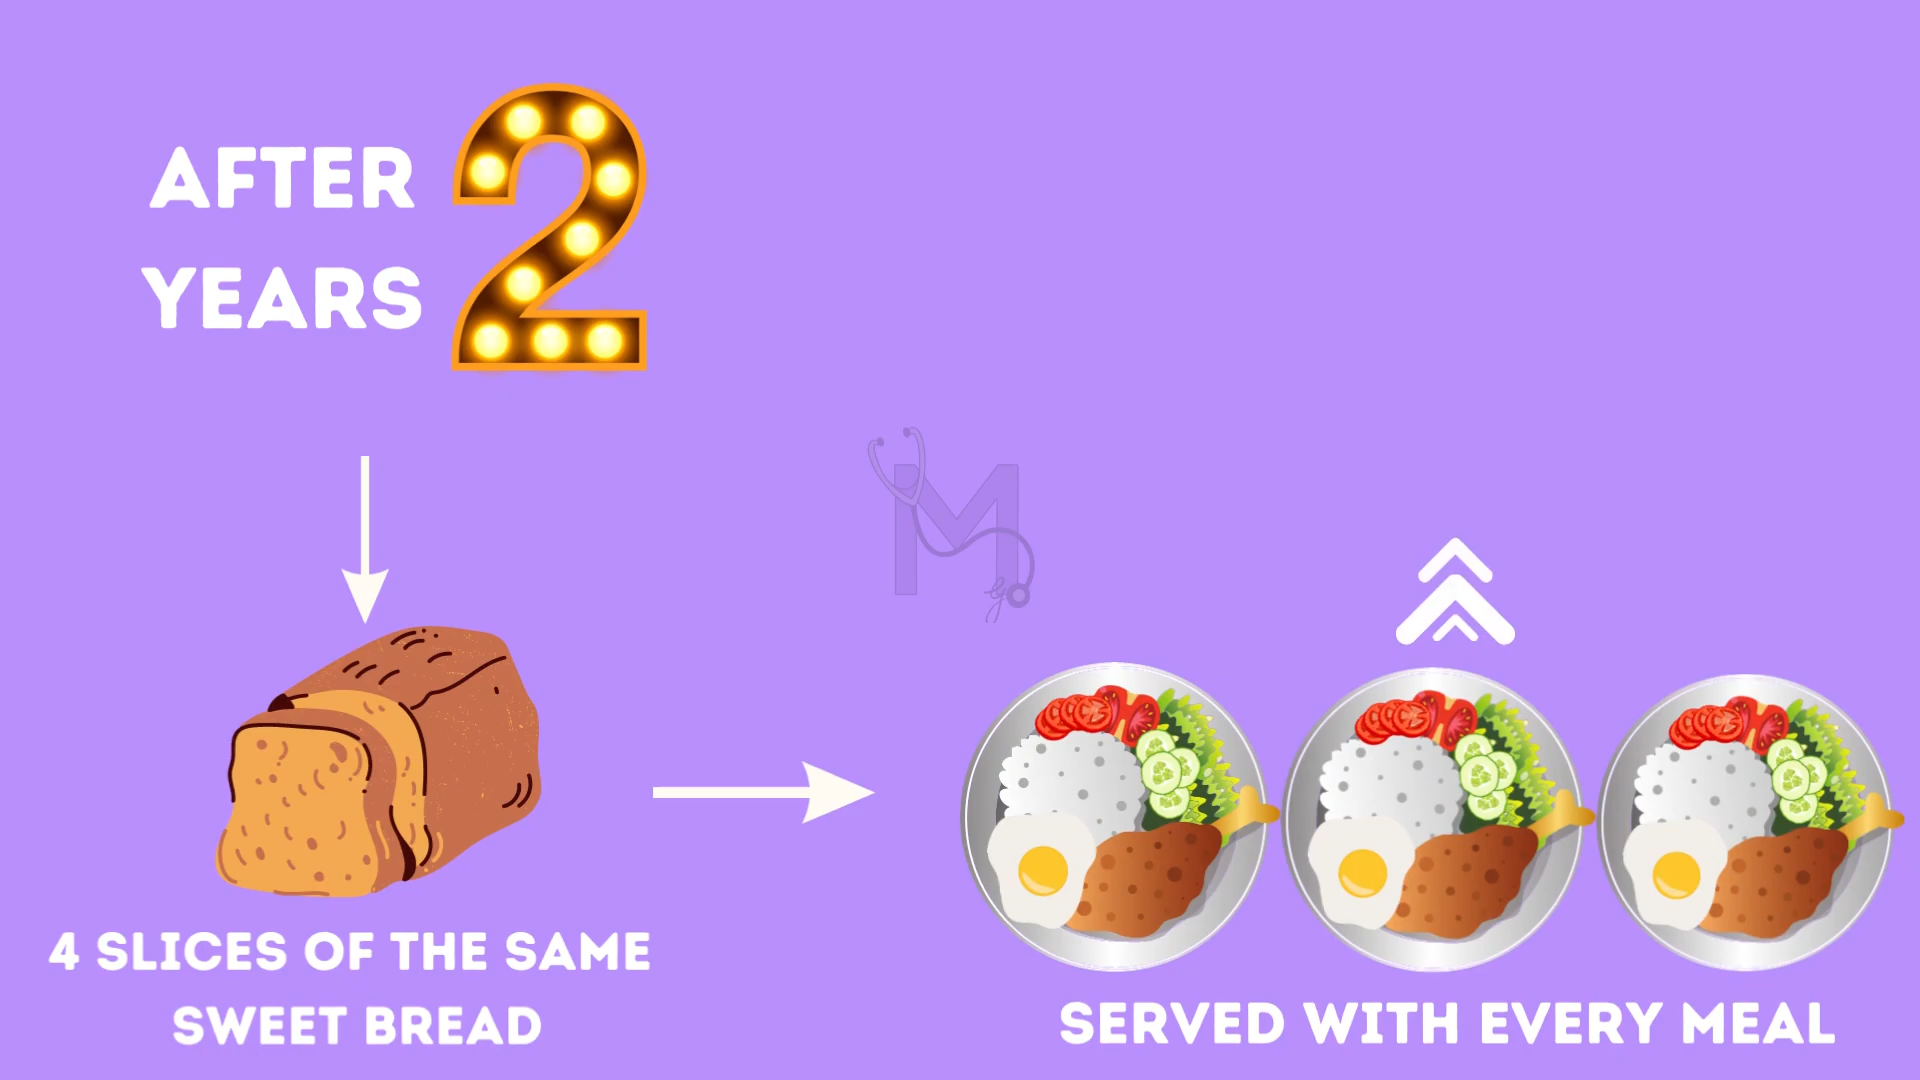 AFTER
YEARS
2
4 SLICES OF THE SAME
SWEET BREAD
SERVED WITH EVERY MEAL
M
&J